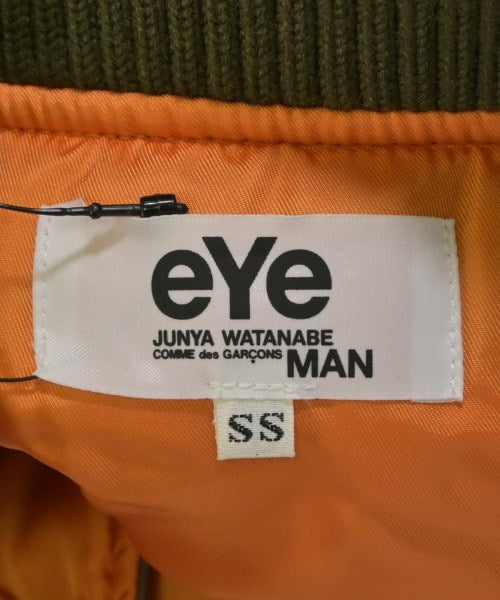 eYe
JUNYA WATANABE
COMME des GARÇONS MAN
SS